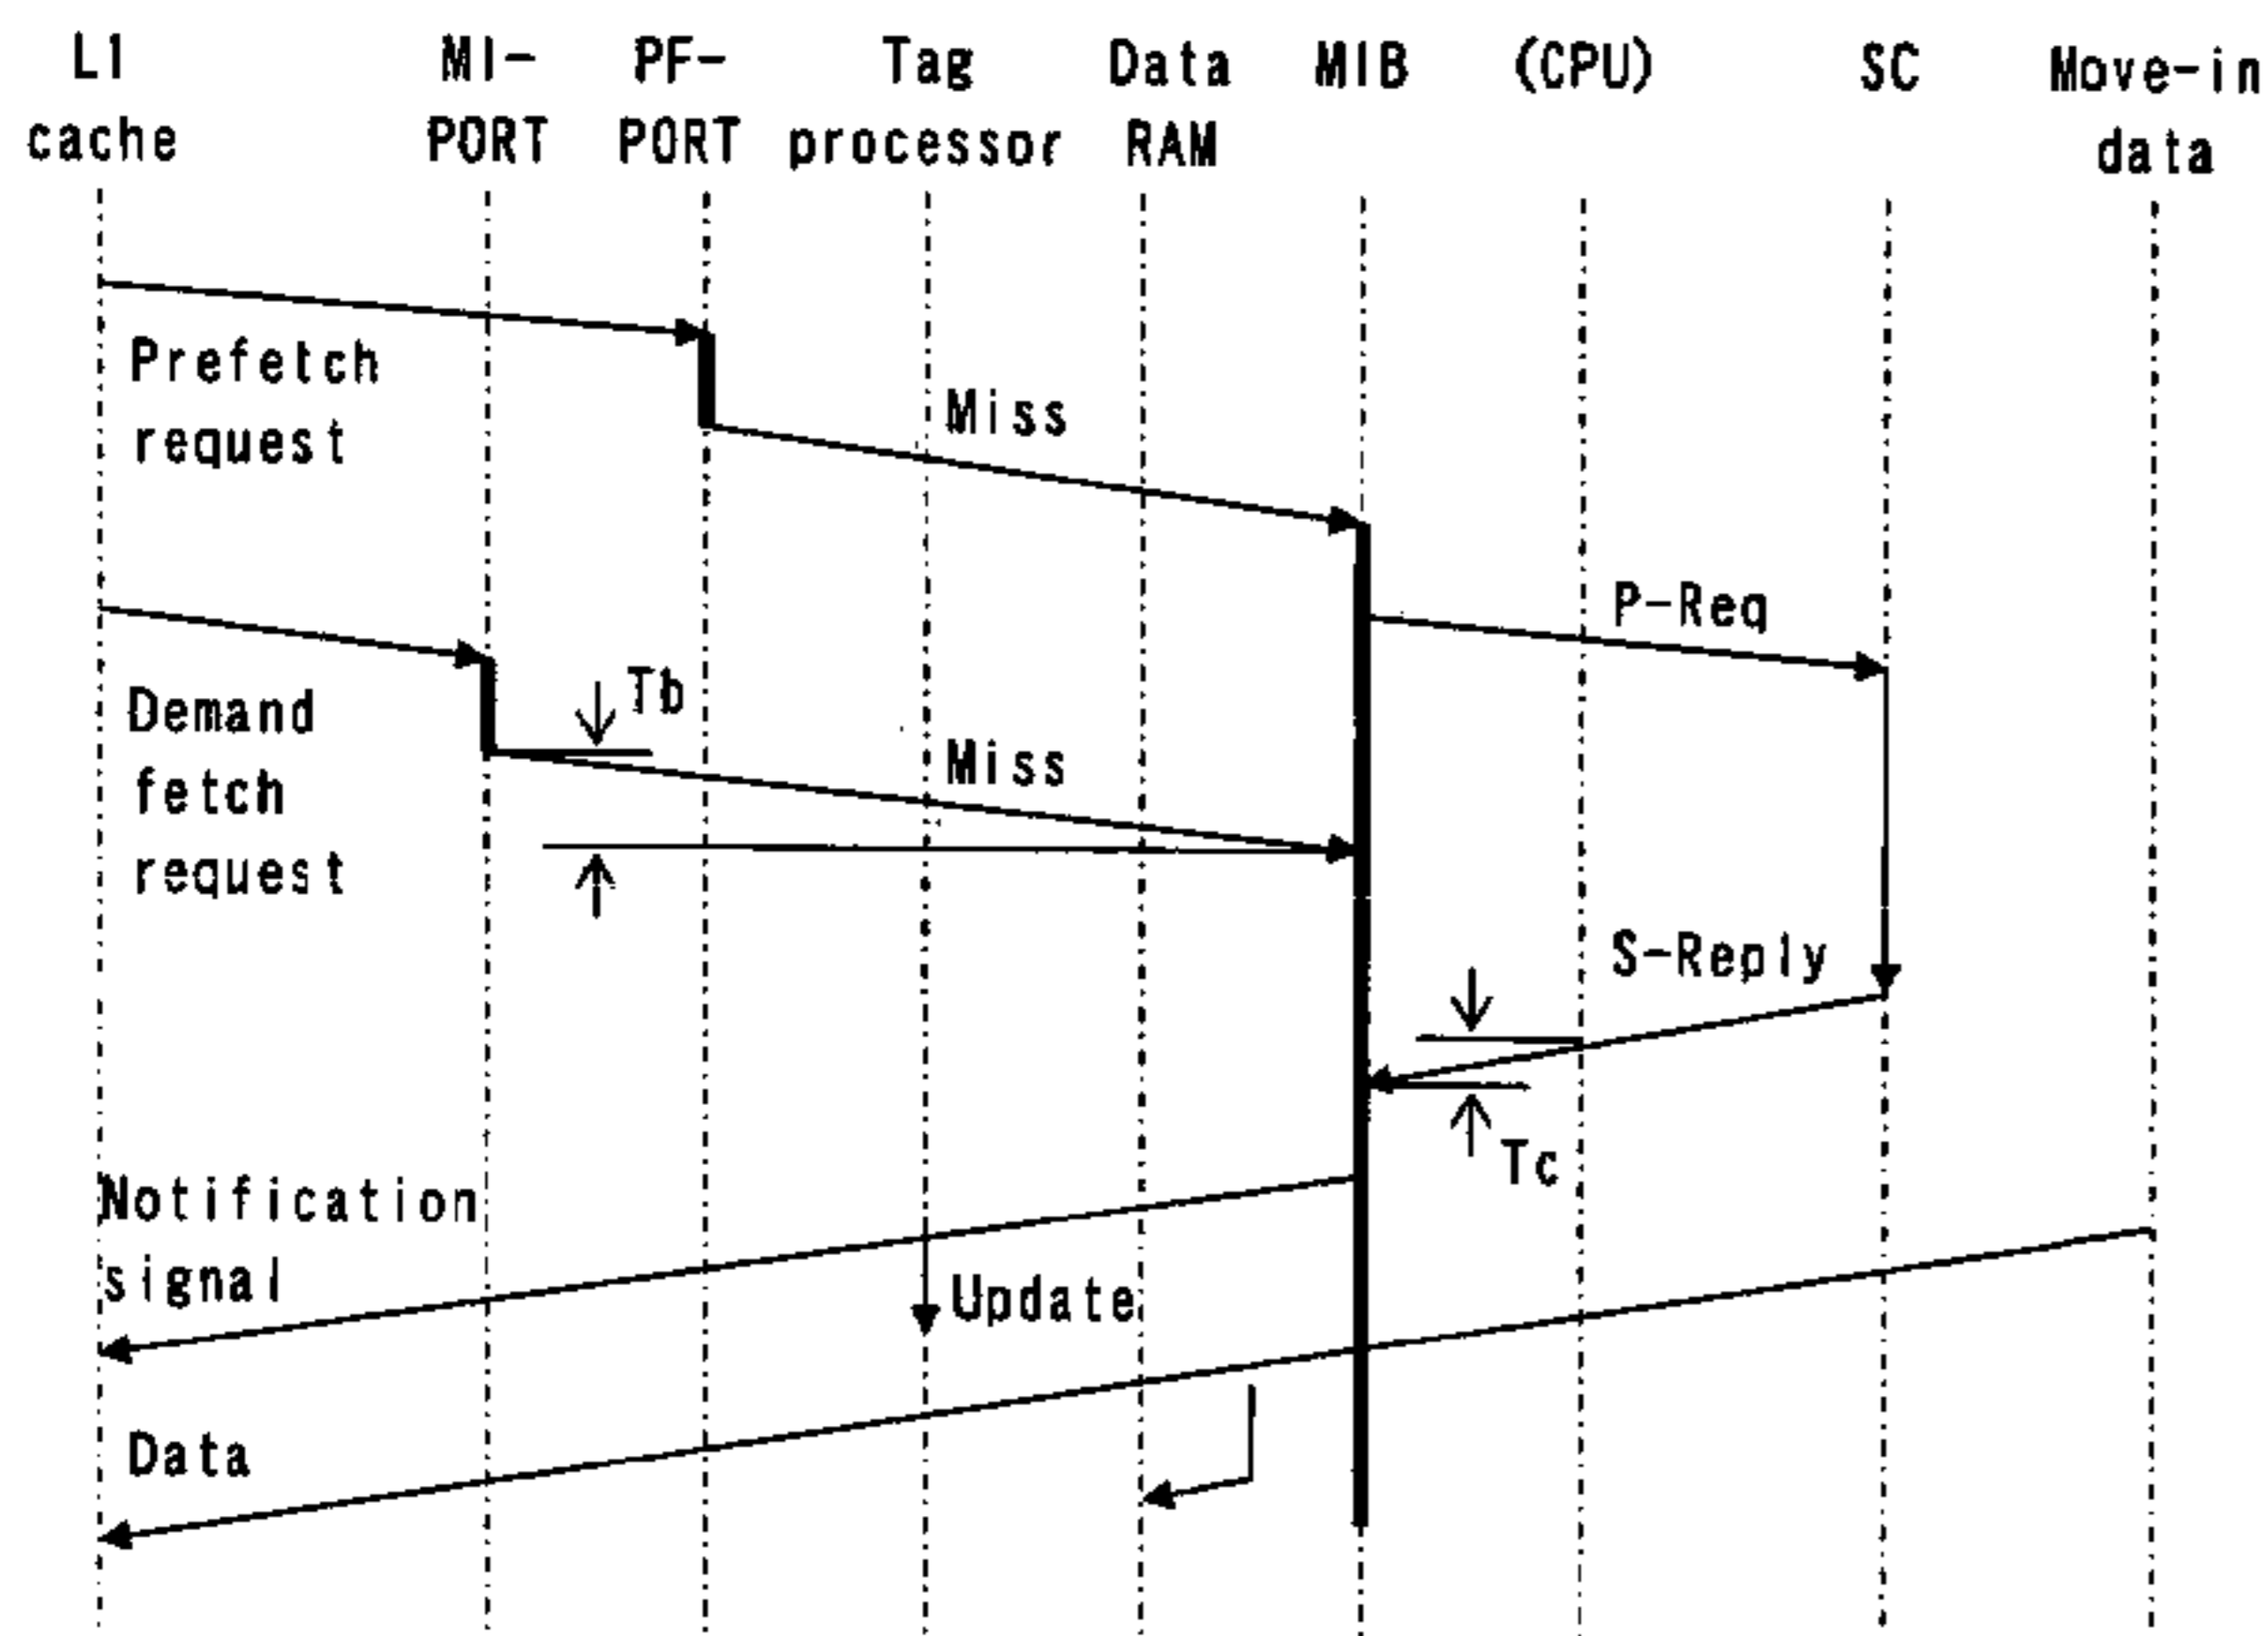 L1
cache
MI-
PORT
PF-
PORT
Tag
processor
Data
RAM
MIB
(CPU)
SC
Move-in
data
Prefetch
request
Miss
P-Req
Demand
fetch
request
Tb
Miss
S-Reply
Tc
Notification
signal
Update
Data